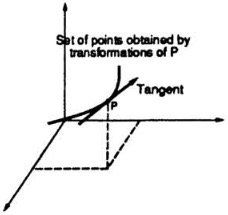 Set of points obtained by
transformations of P
Tangent
P